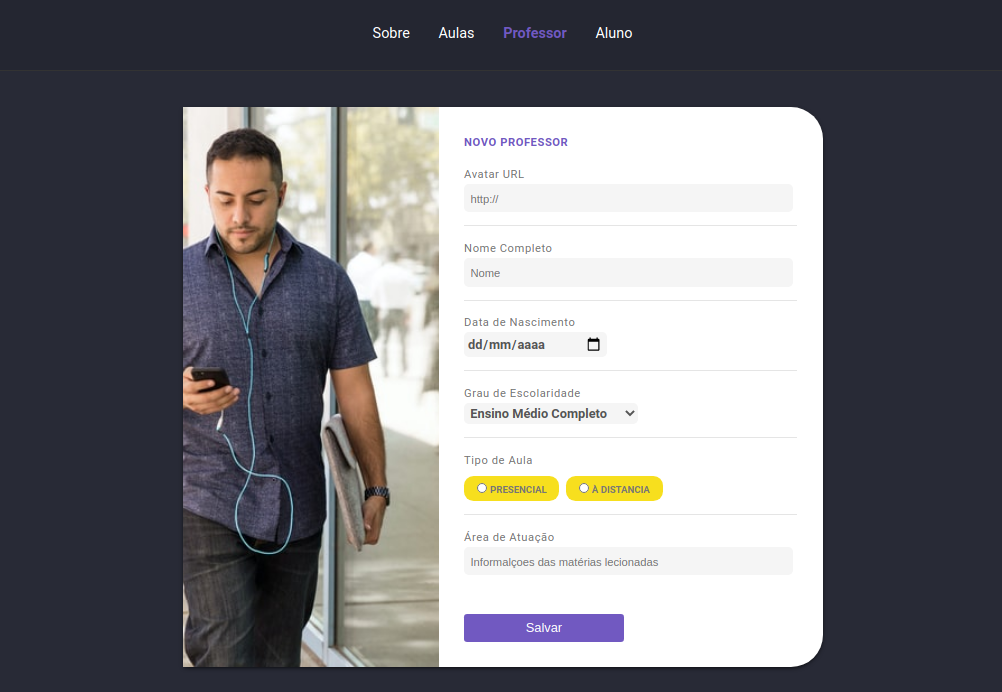 Sobre Aulas Professor Aluno
NOVO PROFESSOR
Avatar URL
http://
Nome Completo
Nome
Data de Nascimento
dd/mm/aaaa
Grau de Escolaridade
Ensino Médio Completo
Tipo de Aula
PRESENCIAL À DISTANCIA
Área de Atuação
Informalçoes das matérias lecionadas
Salvar